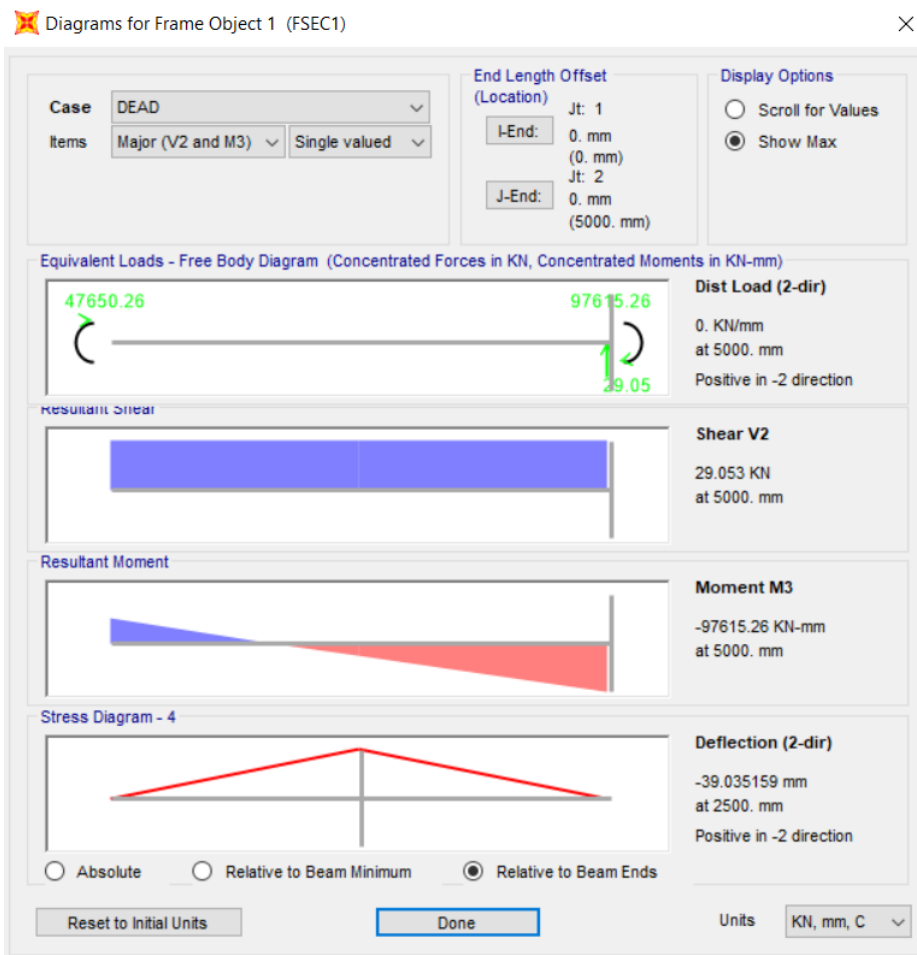 Diagrams for Frame Object 1 (FSEC1)
Case DEAD
Items Major (V2 and M3) Single valued
End Length Offset
(Location)
Jt: 1
I-End: 0. mm
(0. mm)
Jt: 2
J-End: 0. mm
(5000. mm)
Display Options
Scroll for Values
Show Max
Equivalent Loads - Free Body Diagram (Concentrated Forces in KN, Concentrated Moments in KN-mm)
47650.26
97615.26
29.05
Dist Load (2-dir)
0. KN/mm
at 5000. mm
Positive in -2 direction
Resultant Shear
Shear V2
29.053 KN
at 5000. mm
Resultant Moment
Moment M3
-97615.26 KN-mm
at 5000. mm
Stress Diagram - 4
Deflection (2-dir)
-39.035159 mm
at 2500. mm
Positive in -2 direction
Absolute Relative to Beam Minimum Relative to Beam Ends
Reset to Initial Units Done Units KN, mm, C